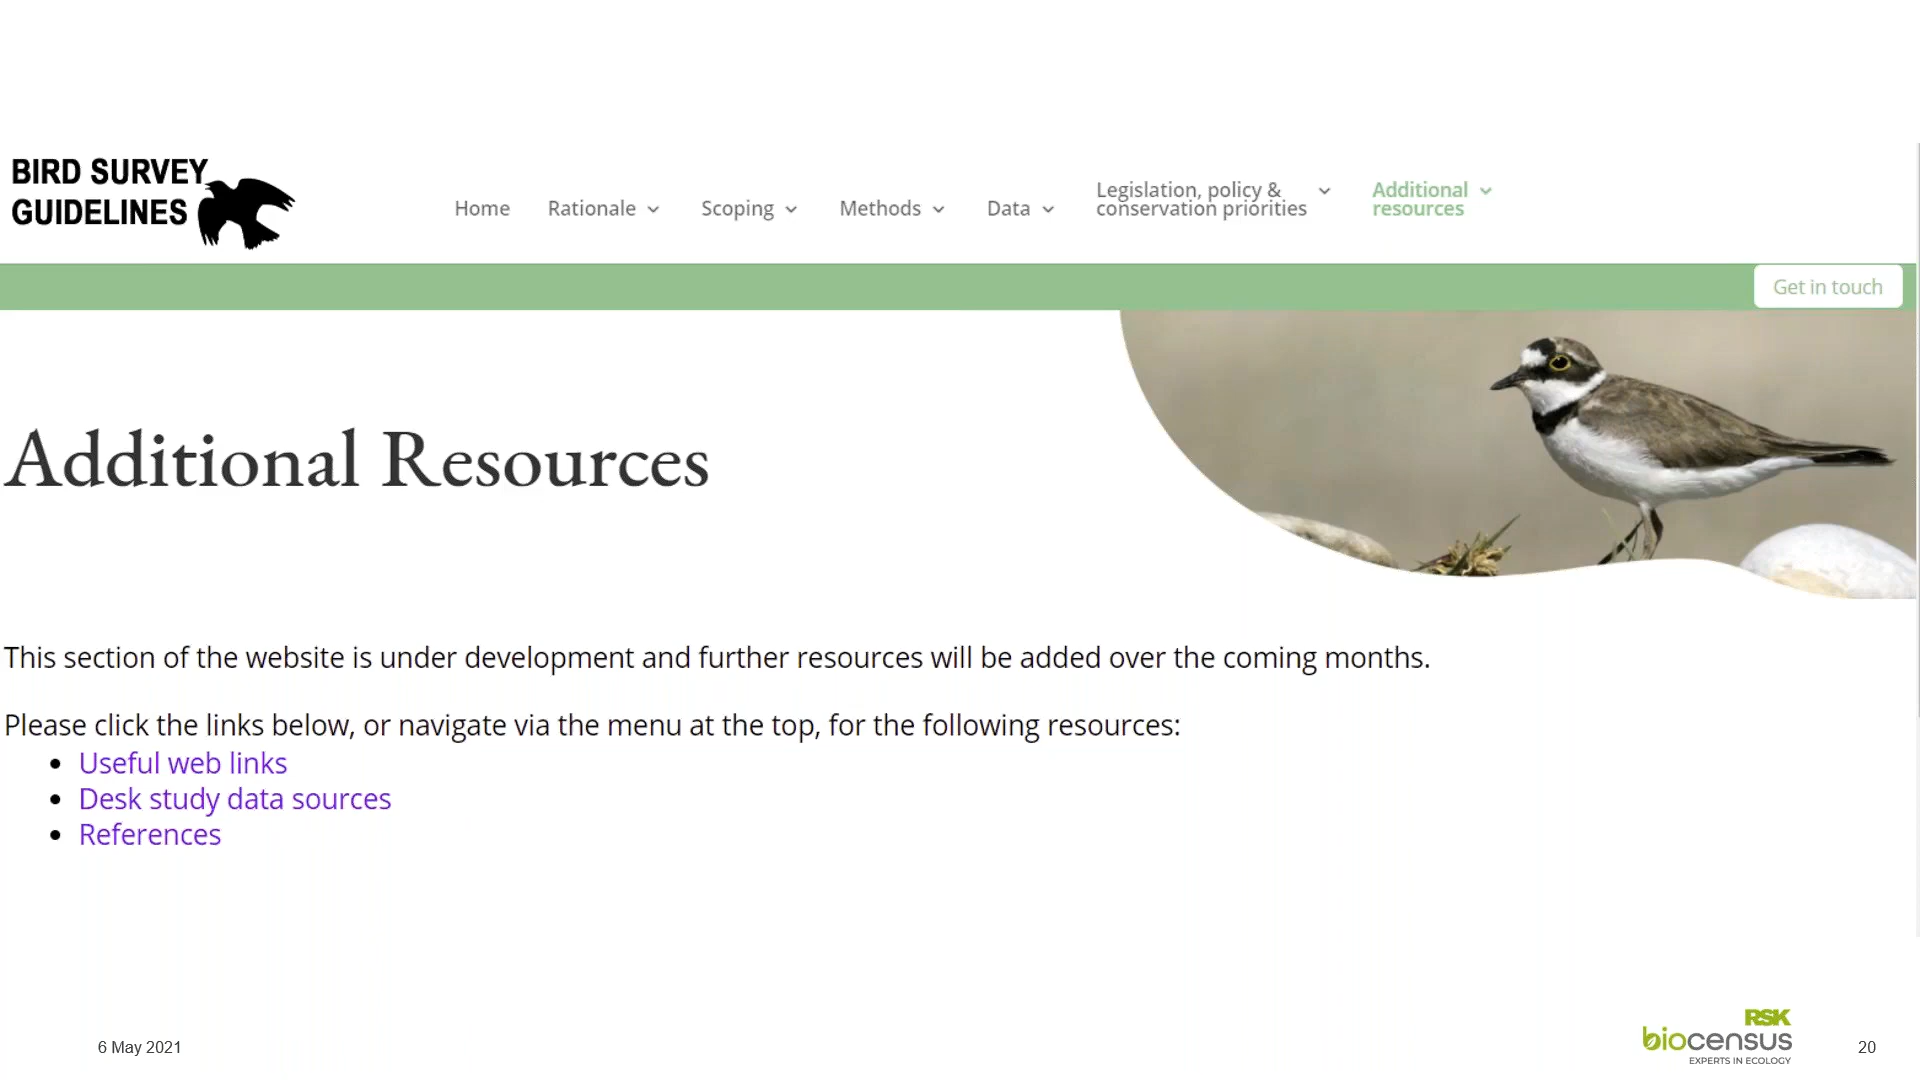 BIRD SURVEY
GUIDELINES
Home
Rationale
Scoping
Methods
Data
Legislation, policy &
conservation priorities
Additional
resources
Get in touch
Additional Resources
This section of the website is under development and further resources will be added over the coming months.
Please click the links below, or navigate via the menu at the top, for the following resources:
Useful web links
Desk study data sources
References
6 May 2021
RSK
biocensus
EXPERTS IN ECOLOGY
20